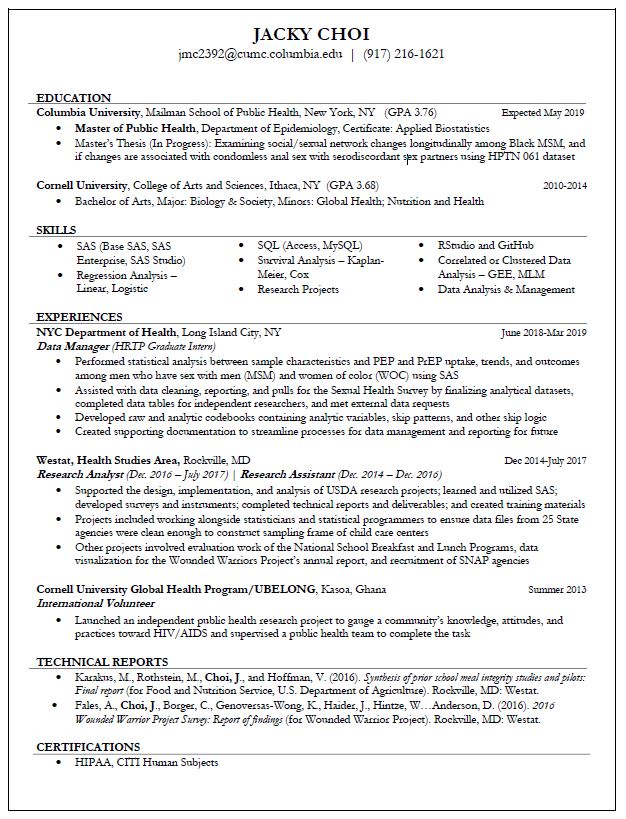 JACKY CHOI
jmc2392@cumc.columbia.edu | (917) 216-1621
EDUCATION
Columbia University, Mailman School of Public Health, New York, NY (GPA 3.76) Expected May 2019
• Master of Public Health, Department of Epidemiology, Certificate: Applied Biostatistics
• Master's Thesis (In Progress): Examining social/sexual network changes longitudinally among Black MSM, and
if changes are associated with condomless anal sex with serodiscordant sex partners using HPTN 061 dataset
Cornell University, College of Arts and Sciences, Ithaca, NY (GPA 3.68) 2010-2014
• Bachelor of Arts, Major: Biology & Society, Minors: Global Health; Nutrition and Health
SKILLS
• SAS (Base SAS, SAS
Enterprise, SAS Studio)
• Regression Analysis –
Linear, Logistic
• SQL (Access, MySQL)
• Survival Analysis – Kaplan-
Meier, Cox
• Research Projects
• RStudio and GitHub
• Correlated or Clustered Data
Analysis – GEE, MLM
• Data Analysis & Management
EXPERIENCES
NYC Department of Health, Long Island City, NY June 2018-Mar 2019
Data Manager (HRTP Graduate Intern)
• Performed statistical analysis between sample characteristics and PEP and PrEP uptake, trends, and outcomes
among men who have sex with men (MSM) and women of color (WOC) using SAS
• Assisted with data cleaning, reporting, and pulls for the Sexual Health Survey by finalizing analytical datasets,
completed data tables for independent researchers, and met external data requests
• Developed raw and analytic codebooks containing analytic variables, skip patterns, and other skip logic
• Created supporting documentation to streamline processes for data management and reporting for future
Westat, Health Studies Area, Rockville, MD Dec 2014-July 2017
Research Analyst (Dec. 2016 – July 2017) | Research Assistant (Dec. 2014 – Dec. 2016)
• Supported the design, implementation, and analysis of USDA research projects; learned and utilized SAS;
developed surveys and instruments; completed technical reports and deliverables; and created training materials
• Projects included working alongside statisticians and statistical programmers to ensure data files from 25 State
agencies were clean enough to construct sampling frame of child care centers
• Other projects involved evaluation work of the National School Breakfast and Lunch Programs, data
visualization for the Wounded Warriors Project's annual report, and recruitment of SNAP agencies
Cornell University Global Health Program/UBELONG, Kasoa, Ghana Summer 2013
International Volunteer
• Launched an independent public health research project to gauge a community's knowledge, attitudes, and
practices toward HIV/AIDS and supervised a public health team to complete the task
TECHNICAL REPORTS
• Karakus, M., Rothstein, M., Choi, J., and Hoffman, V. (2016). Synthesis of prior school meal integrity studies and pilots:
Final report (for Food and Nutrition Service, U.S. Department of Agriculture). Rockville, MD: Westat.
• Fales, A., Choi, J., Borger, C., Genoversas-Wong, K., Haider, J., Hintze, W…Anderson, D. (2016). 2016
Wounded Warrior Project Survey: Report of findings (for Wounded Warrior Project). Rockville, MD: Westat.
CERTIFICATIONS
• HIPAA, CITI Human Subjects